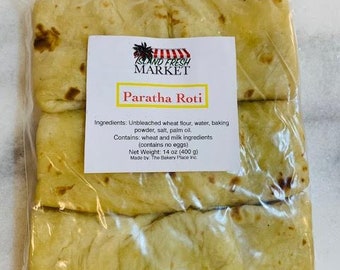 ISLAND FRESH
MARKET
Paratha Roti
Ingredients: Unbleached wheat flour, water, baking
powder, salt, palm oil.
Contains: wheat and milk ingredients
(contains no eggs)
Net Weight: 14 oz (400 g)
Made by: The Bakery Place Inc.